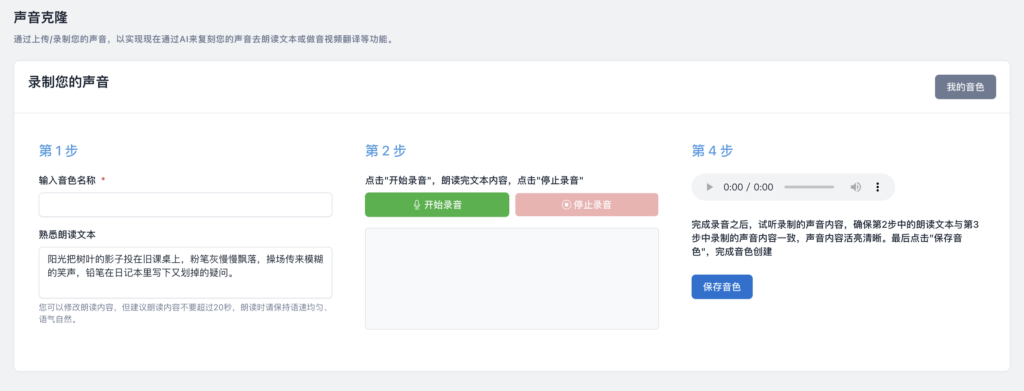 声音克隆
通过上传/录制您的声音，以实现现在通过AI来复刻您的声音去朗读文本或做音视频翻译等功能。
录制您的声音
我的音色
第 1 步
输入音色名称 *
熟悉朗读文本
阳光把树叶的影子投在旧课桌上，粉笔灰慢慢飘落，操场传来模糊
的笑声，铅笔在日记本里写下又划掉的疑问。
您可以修改朗读内容，但建议朗读内容不要超过20秒，朗读时请保持语速均匀、
语气自然。
第 2 步
点击"开始录音"，朗读完文本内容，点击"停止录音"
开始录音
停止录音
第 4 步
0:00 / 0:00
完成录音之后，试听录制的声音内容，确保第2步中的朗读文本与第3
步中录制的声音内容一致，声音内容活亮清晰。最后点击"保存音
色"，完成音色创建
保存音色